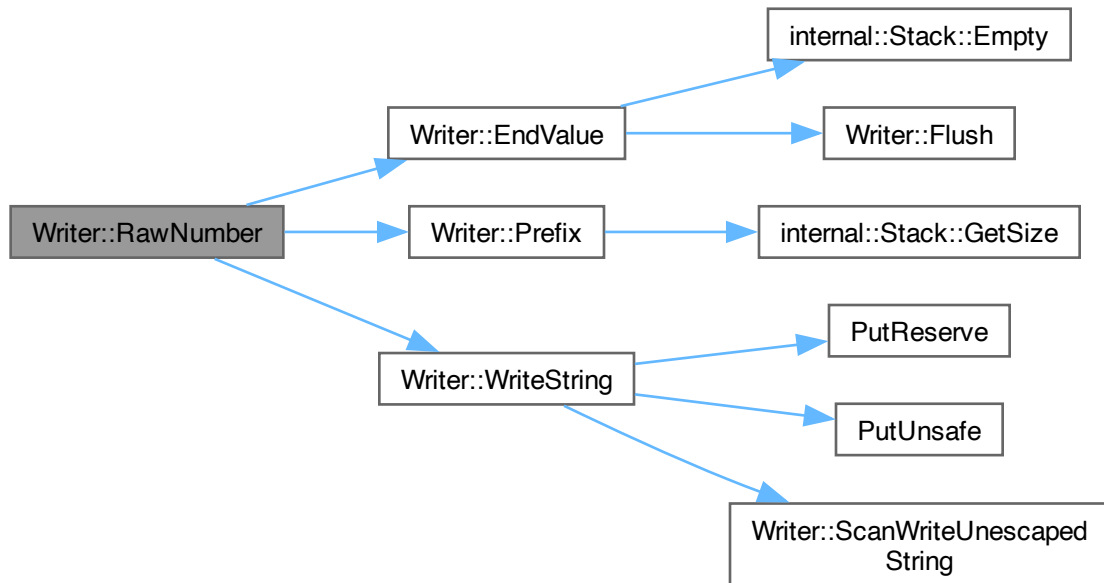 internal::Stack::Empty
Writer::EndValue
Writer::Flush
Writer::RawNumber
Writer::Prefix
internal::Stack::GetSize
PutReserve
Writer::WriteString
PutUnsafe
Writer::ScanWriteUnescaped
String